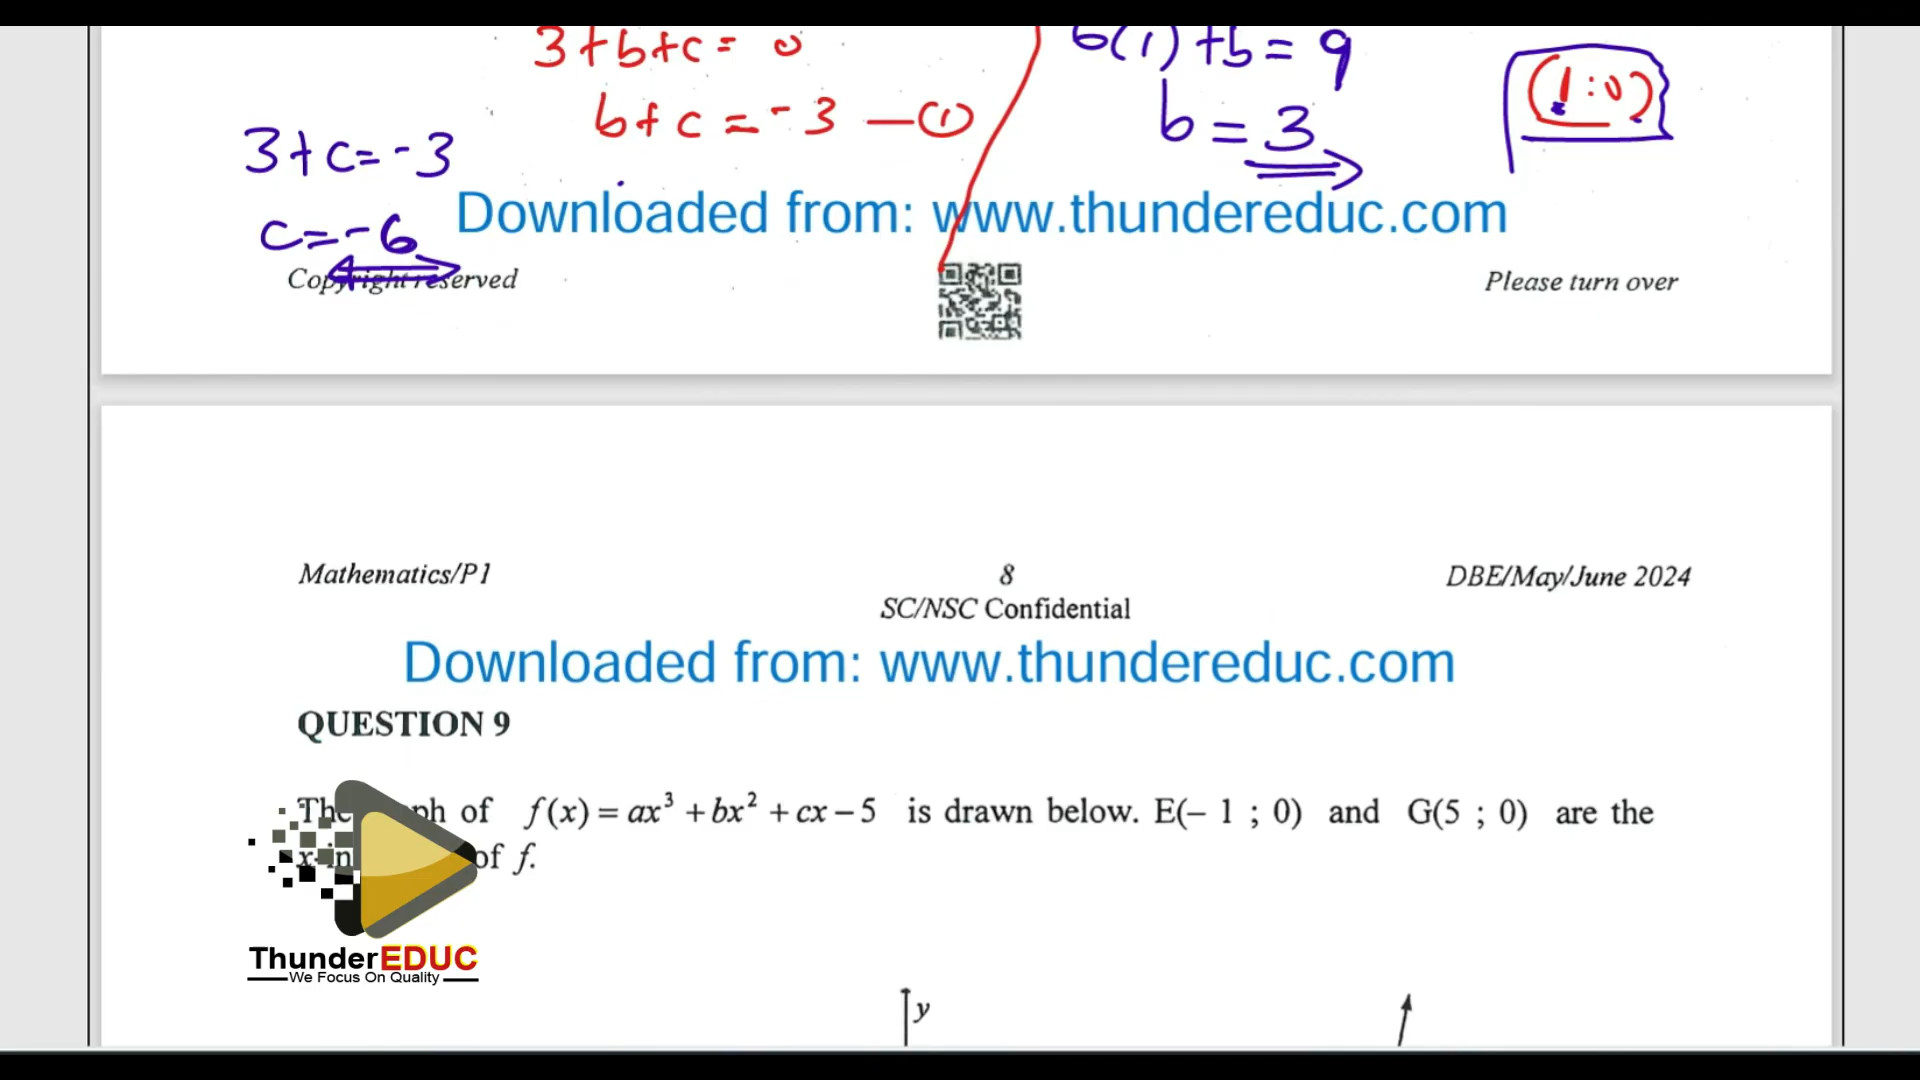 3+b+c= 0
6(1)+b= 9
(1:0)
b+c=-3 —①
b=3
3+c=-3
Downloaded from: www.thundereduc.com
c=-6
Copyright reserved
Please turn over
Mathematics/P1
8
DBE/May/June 2024
SC/NSC Confidential
Downloaded from: www.thundereduc.com
QUESTION 9
of f(x) = ax³ + bx² + cx – 5 is drawn below. E(– 1 ; 0) and G(5 ; 0) are the
of f.
ThunderEDUC
We Focus On Quality
y